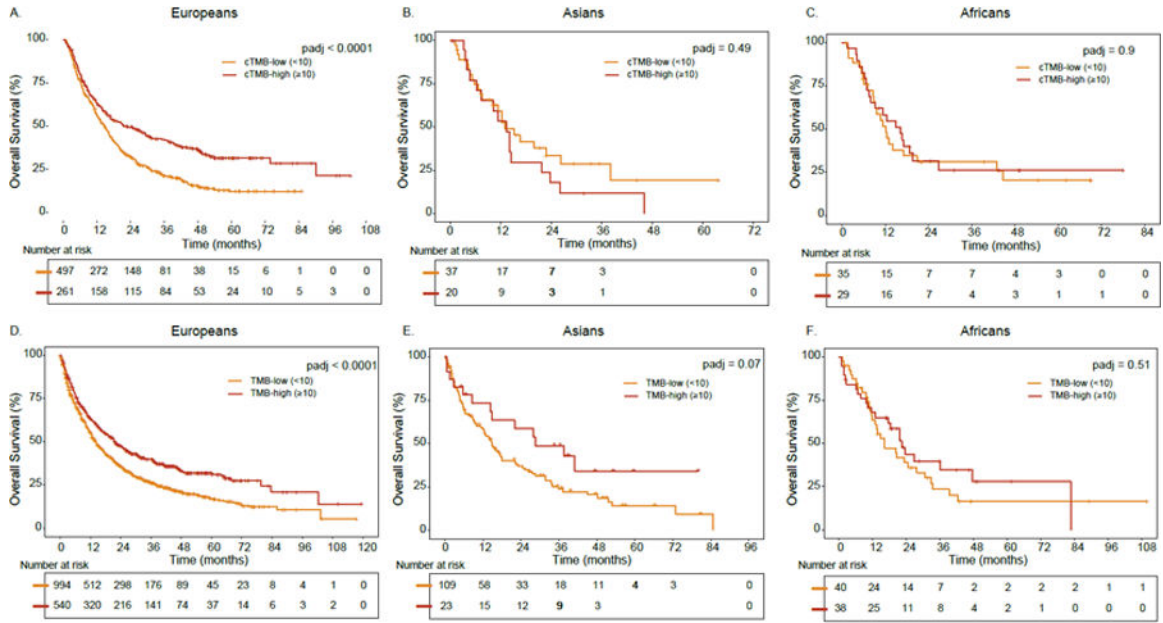 A. Europeans
padj < 0.0001
cTMB-low (<10)
cTMB-high (≥10)
Overall Survival (%)
100-
75-
50-
25-
0-
0 12 24 36 48 60 72 84 96 108
Time (months)
Number at risk
497 272 148 81 38 15 6 1 0 0
261 158 115 84 53 24 10 5 3 0
B. Asians
padj = 0.49
cTMB-low (<10)
cTMB-high (≥10)
Overall Survival (%)
100
75
50
25
0
0 12 24 36 48 60 72
Time (months)
37 17 7 3 0
20 9 3 1 0
C. Africans
padj = 0.9
cTMB-low (<10)
cTMB-high (≥10)
Overall Survival (%)
100-
75-
50-
25-
0-
0 12 24 36 48 60 72 84
Time (months)
Number at risk
35 15 7 7 4 3 0 0
29 16 7 4 3 1 1 0
D. Europeans
padj < 0.0001
TMB-low (<10)
TMB-high (≥10)
Overall Survival (%)
100
75
50
25
0
0 12 24 36 48 60 72 84 96 108 120
Time (months)
Number at risk
994 512 298 176 89 45 23 8 4 1 0
540 320 216 141 74 37 14 6 3 2 0
E. Asians
padj = 0.07
TMB-low (<10)
TMB-high (≥10)
Overall Survival (%)
100
75
50
25
0
0 12 24 36 48 60 72 84 96
Time (months)
Number at risk
109 58 33 18 11 4 3 0
23 15 12 9 3 0
F. Africans
padj = 0.51
TMB-low (<10)
TMB-high (≥10)
Overall Survival (%)
100
75
50
25
0
0 12 24 36 48 60 72 84 96 108
Time (months)
Number at risk
40 24 14 7 2 2 2 2 1 1
38 25 11 8 4 2 1 0 0 0